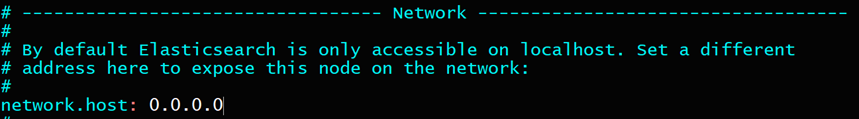 # ---------------------------------- Network -----------------------------------
#
# By default Elasticsearch is only accessible on localhost. Set a different
# address here to expose this node on the network:
#
network.host: 0.0.0.0
#